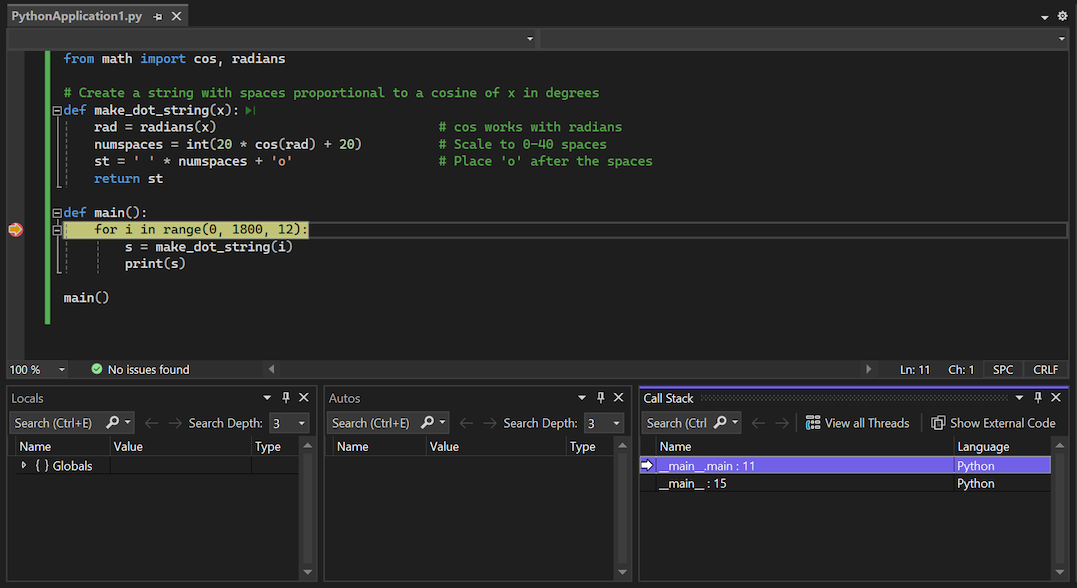 PythonApplication1.py
from math import cos, radians
# Create a string with spaces proportional to a cosine of x in degrees
def make_dot_string(x):
rad = radians(x) # cos works with radians
numspaces = int(20 * cos(rad) + 20) # Scale to 0-40 spaces
st = ' ' * numspaces + 'o' # Place 'o' after the spaces
return st
def main():
for i in range(0, 1800, 12):
s = make_dot_string(i)
print(s)
main()
100 % No issues found Ln: 11 Ch: 1 SPC CRLF
Locals
Search (Ctrl+E) Search Depth: 3
Name Value Type
{ } Globals
Autos
Search (Ctrl+E) Search Depth: 3
Name Value Type
Call Stack
Search (Ctrl View all Threads Show External Code
Name Language
__main__.main : 11 Python
__main__ : 15 Python